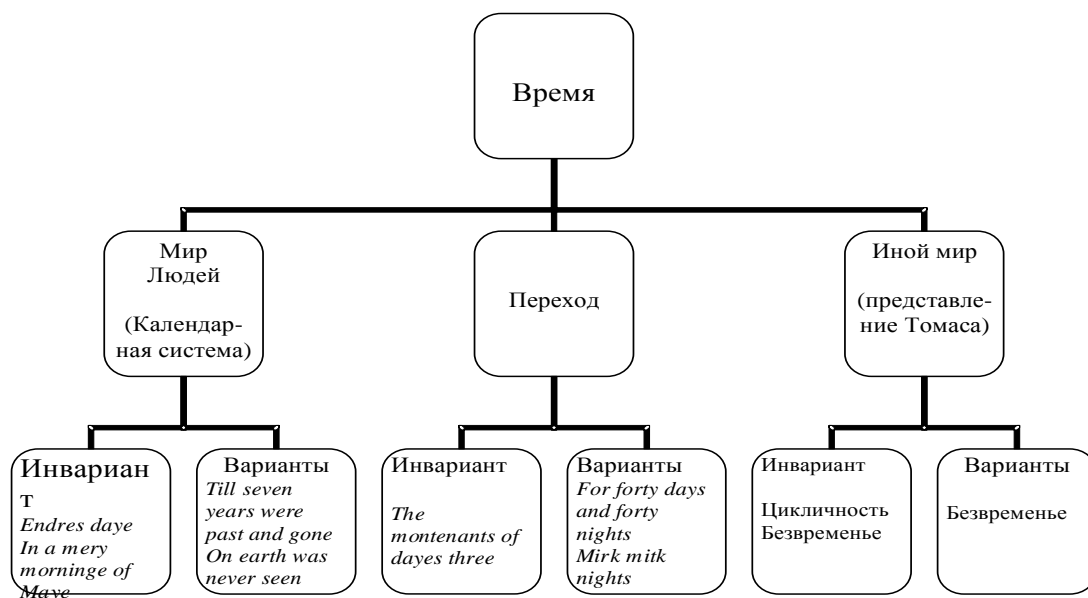 Время
Мир
Людей
(Календар-
ная система)
Переход
Иной мир
(представле-
ние Томаса)
Инвариан
т
Endres daye
In a mery
morninge of
Maye
Варианты
Till seven
years were
past and gone
On earth was
never seen
Инвариант
The
montenants of
dayes three
Варианты
For forty days
and forty
nights
Mirk mitk
nights
Инвариант
Цикличность
Безвременье
Варианты
Безвременье